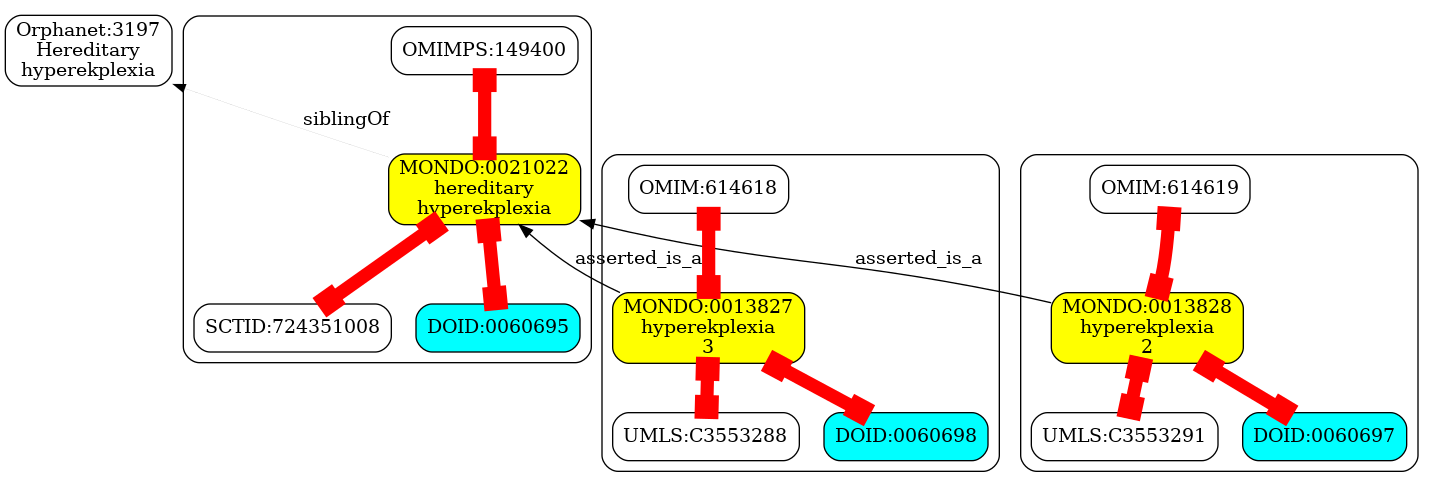 Orphanet:3197
Hereditary
hyperekplexia
OMIMPS:149400
siblingOf
MONDO:0021022
hereditary
hyperekplexia
OMIM:614618
OMIM:614619
asserted_is_a
asserted_is_a
SCTID:724351008
DOID:0060695
MONDO:0013827
hyperekplexia
3
MONDO:0013828
hyperekplexia
2
UMLS:C3553288
DOID:0060698
UMLS:C3553291
DOID:0060697